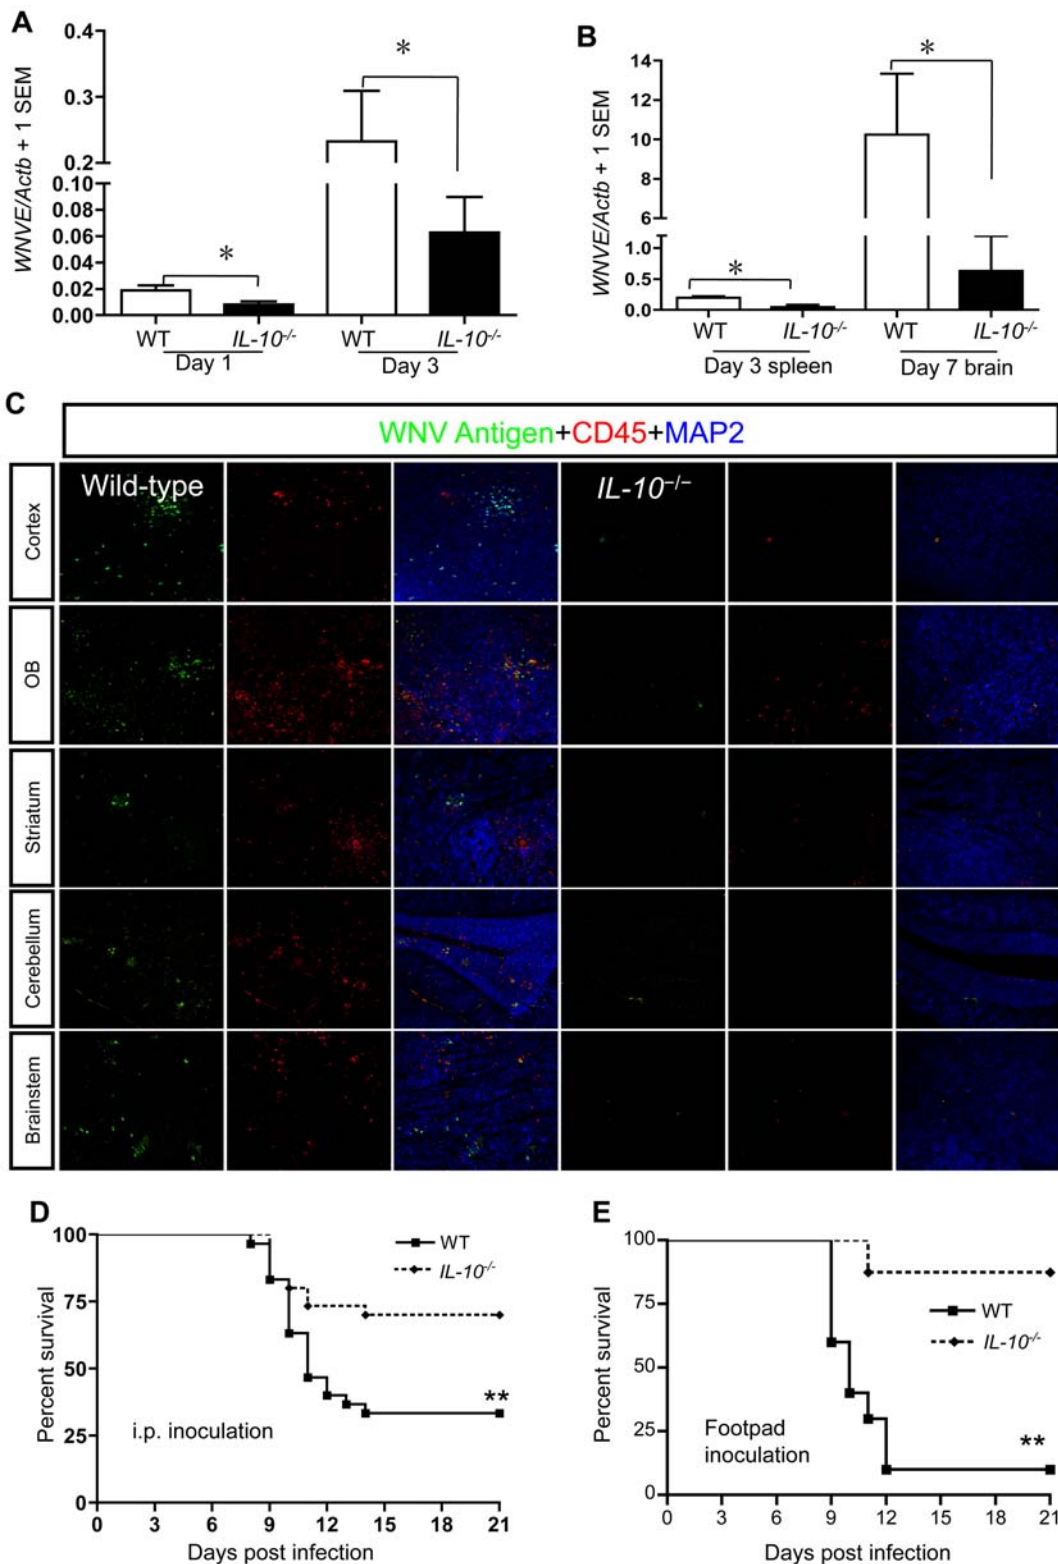 A
WNVE/Actb + 1 SEM
0.4
0.3
0.2
0.10
0.08
0.06
0.04
0.02
0.00
*
*
WT IL-10-/- WT IL-10-/-
Day 1 Day 3
B
WNVE/Actb + 1 SEM
14
12
10
8
6
1.0
0.5
0.0
*
*
WT IL-10-/- WT IL-10-/-
Day 3 spleen Day 7 brain
C
WNV Antigen+CD45+MAP2
Wild-type IL-10–/–
Cortex
OB
Striatum
Cerebellum
Brainstem
D
Percent survival
100
75
50
25
0
WT
IL-10-/-
**
i.p. inoculation
0 3 6 9 12 15 18 21
Days post infection
E
Percent survival
100
75
50
25
0
WT
IL-10-/-
**
Footpad
inoculation
0 3 6 9 12 15 18 21
Days post infection